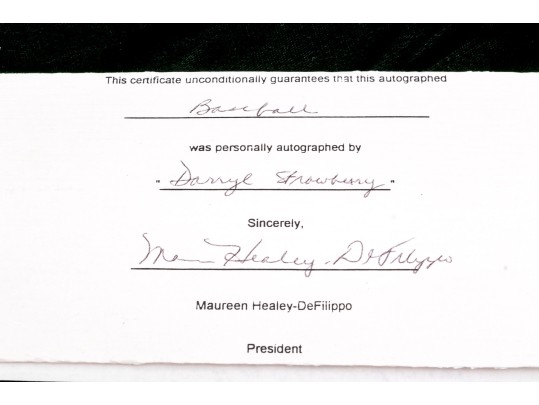 This certificate unconditionally guarantees that this autographed
Baseball
was personally autographed by
" Darryl Strawberry "
Sincerely,
Maureen Healey-DeFilippo
Maureen Healey-DeFilippo
President